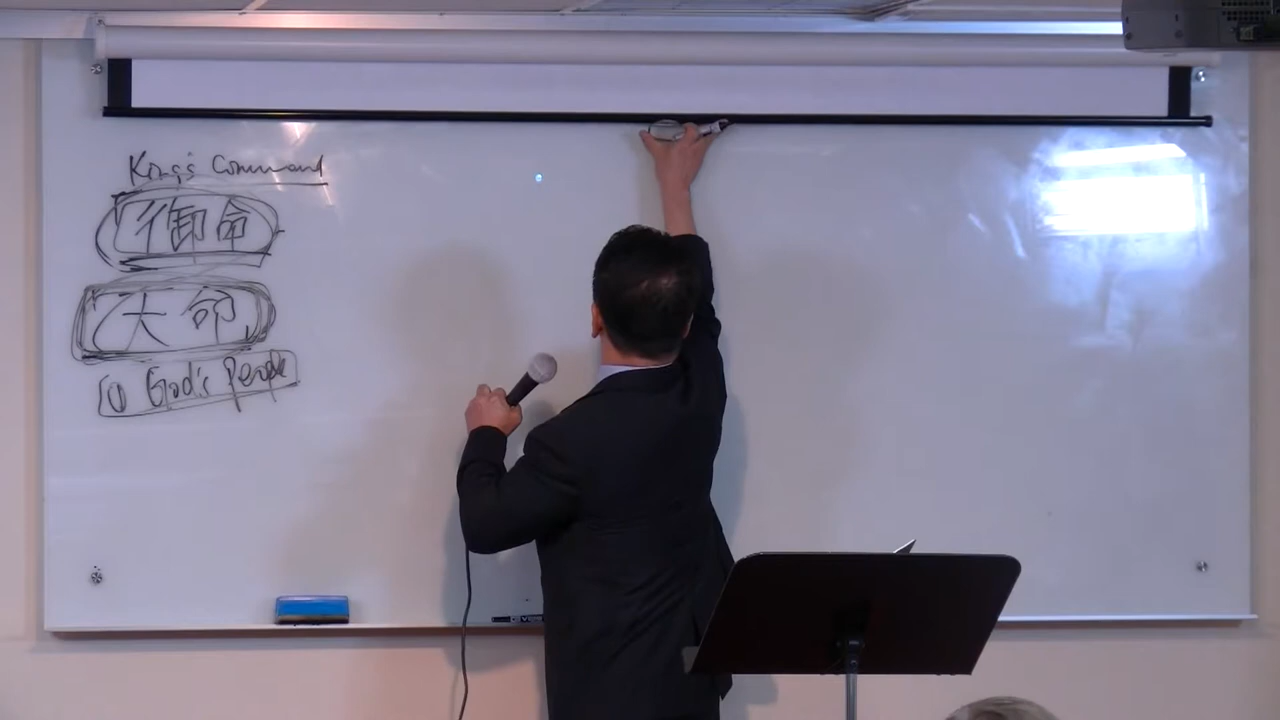 King's Command
御命
大命
to God's People